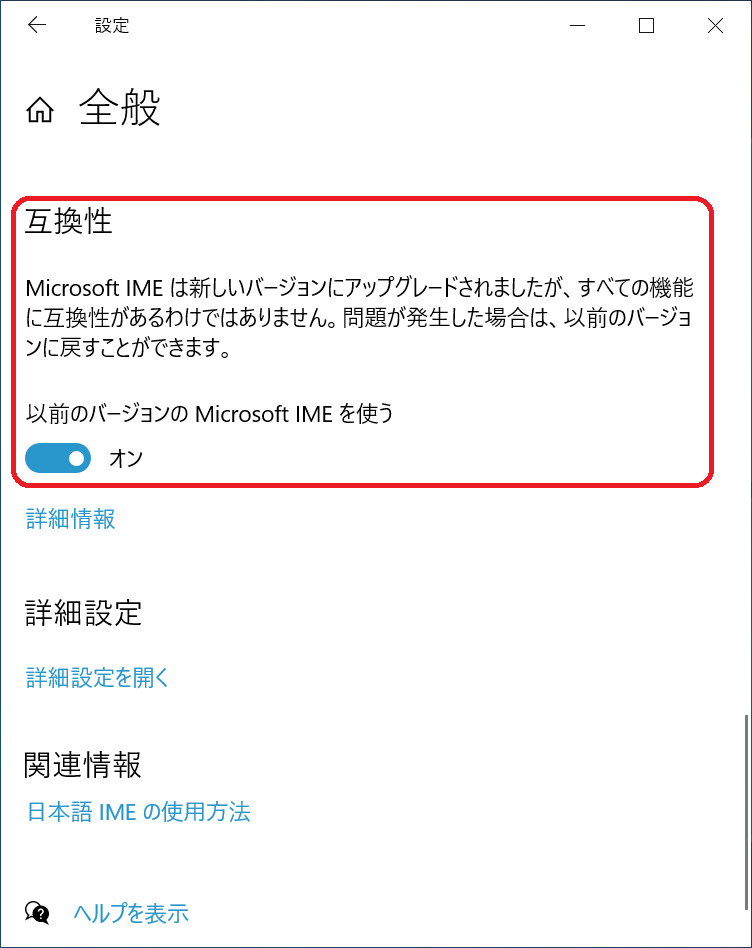 設定
全般
互換性
Microsoft IME は新しいバージョンにアップグレードされましたが、すべての機能
に互換性があるわけではありません。問題が発生した場合は、以前のバージョ
ンに戻すことができます。
以前のバージョンの Microsoft IME を使う
オン
詳細情報
詳細設定
詳細設定を開く
関連情報
日本語 IME の使用方法
ヘルプを表示